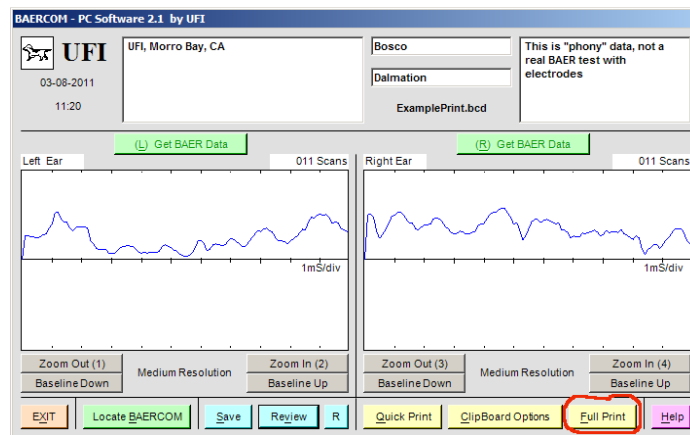 BAERCOM - PC Software 2.1 by UFI
UFI
03-08-2011
11:20
UFI, Morro Bay, CA
Bosco
Dalmation
ExamplePrint.bcd
This is "phony" data, not a
real BAER test with
electrodes
(L) Get BAER Data
(R) Get BAER Data
Left Ear
011 Scans
Right Ear
011 Scans
1mS/div
1mS/div
Zoom Out (1)
Medium Resolution
Zoom In (2)
Baseline Down
Baseline Up
Zoom Out (3)
Medium Resolution
Zoom In (4)
Baseline Down
Baseline Up
EXIT
Locate BAERCOM
Save
Review
R
Quick Print
ClipBoard Options
Full Print
Help